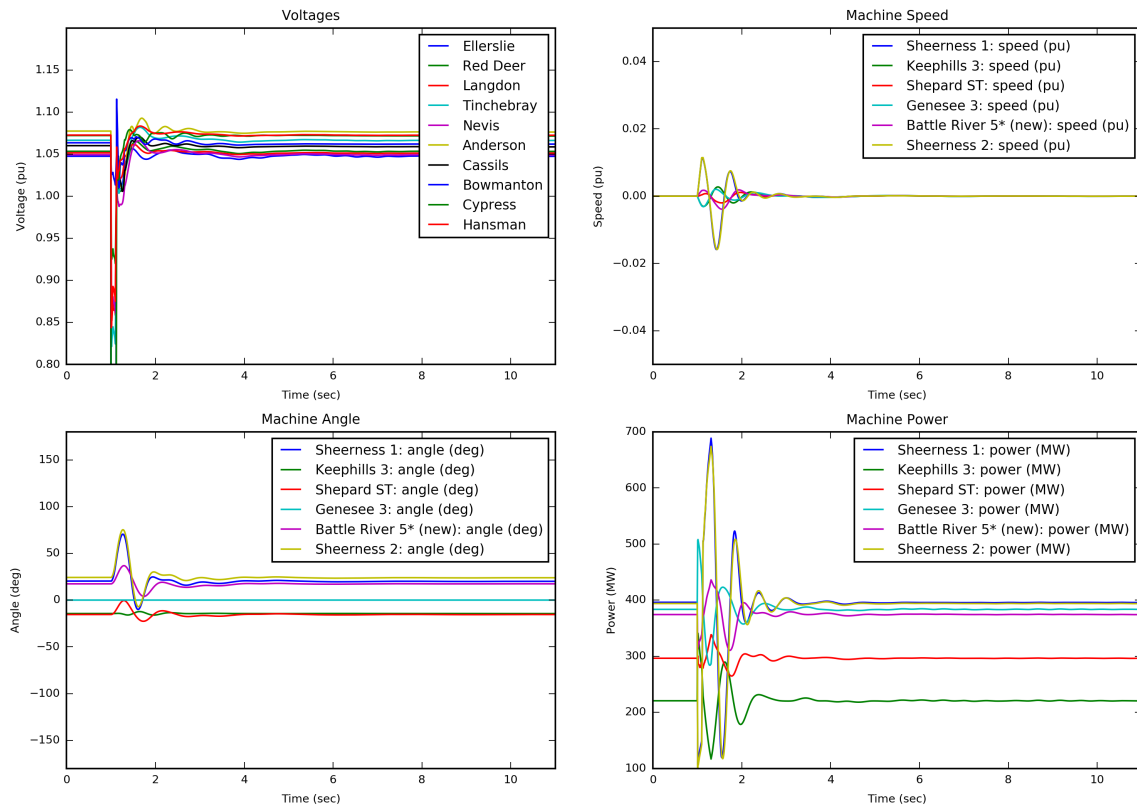 Voltages
Voltage (pu)
1.15
1.10
1.05
1.00
0.95
0.90
0.85
0.80
0
2
4
6
8
10
Time (sec)
Ellerslie
Red Deer
Langdon
Tinchebray
Nevis
Anderson
Cassils
Bowmanton
Cypress
Hansman
Machine Speed
Speed (pu)
0.04
0.02
0.00
−0.02
−0.04
0
2
4
6
8
10
Time (sec)
Sheerness 1: speed (pu)
Keephills 3: speed (pu)
Shepard ST: speed (pu)
Genesee 3: speed (pu)
Battle River 5* (new): speed (pu)
Sheerness 2: speed (pu)
Machine Angle
Angle (deg)
150
100
50
0
−50
−100
−150
0
2
4
6
8
10
Time (sec)
Sheerness 1: angle (deg)
Keephills 3: angle (deg)
Shepard ST: angle (deg)
Genesee 3: angle (deg)
Battle River 5* (new): angle (deg)
Sheerness 2: angle (deg)
Machine Power
Power (MW)
700
600
500
400
300
200
100
0
2
4
6
8
10
Time (sec)
Sheerness 1: power (MW)
Keephills 3: power (MW)
Shepard ST: power (MW)
Genesee 3: power (MW)
Battle River 5* (new): power (MW)
Sheerness 2: power (MW)